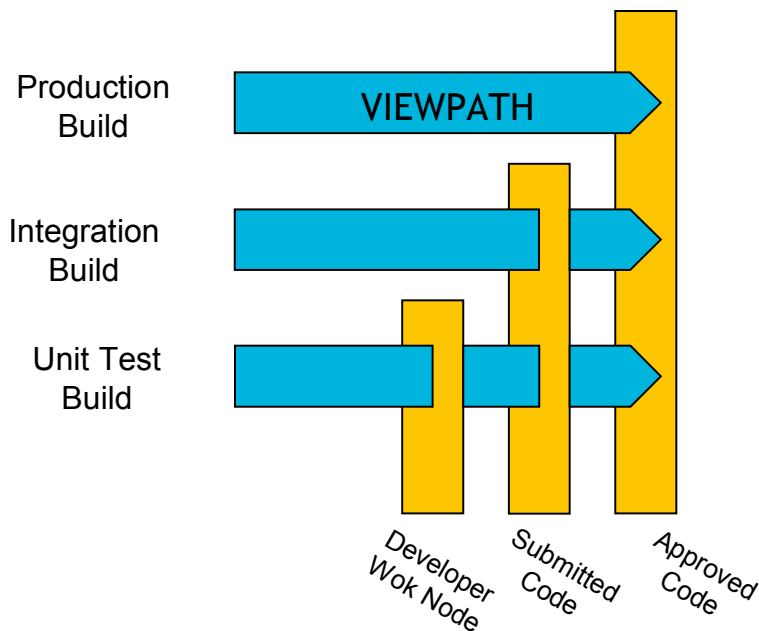 Production
Build
VIEWPATH
Integration
Build
Unit Test
Build
Developer
Wok Node
Submitted
Code
Approved
Code